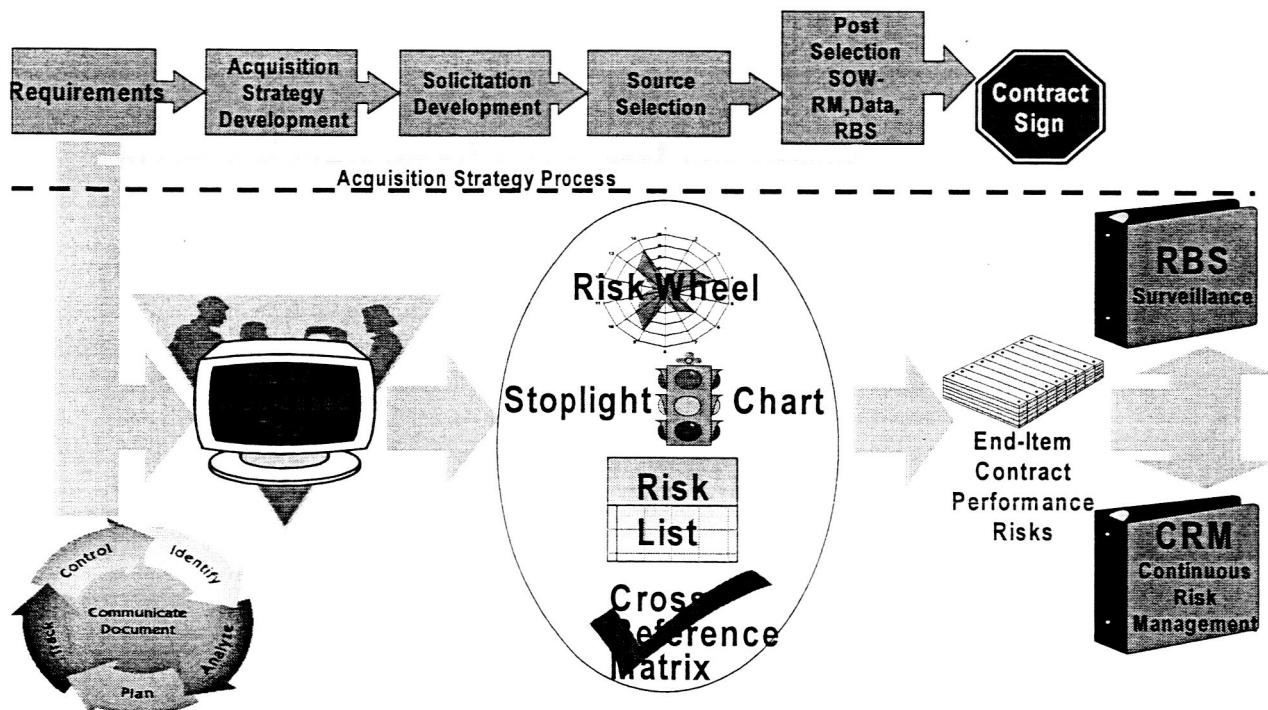 Requirements
Acquisition
Strategy
Development
Solicitation
Development
Source
Selection
Post
Selection
SOW-
RM,Data,
RBS
Contract
Sign
Acquisition Strategy Process
Risk Wheel
Stoplight Chart
Risk
List
Cross
Reference
Matrix
End-Item
Contract
Performance
Risks
RBS
Surveillance
CRM
Continuous
Risk
Management
Control
Identify
Communicate
Document
Track
Analyze
Plan